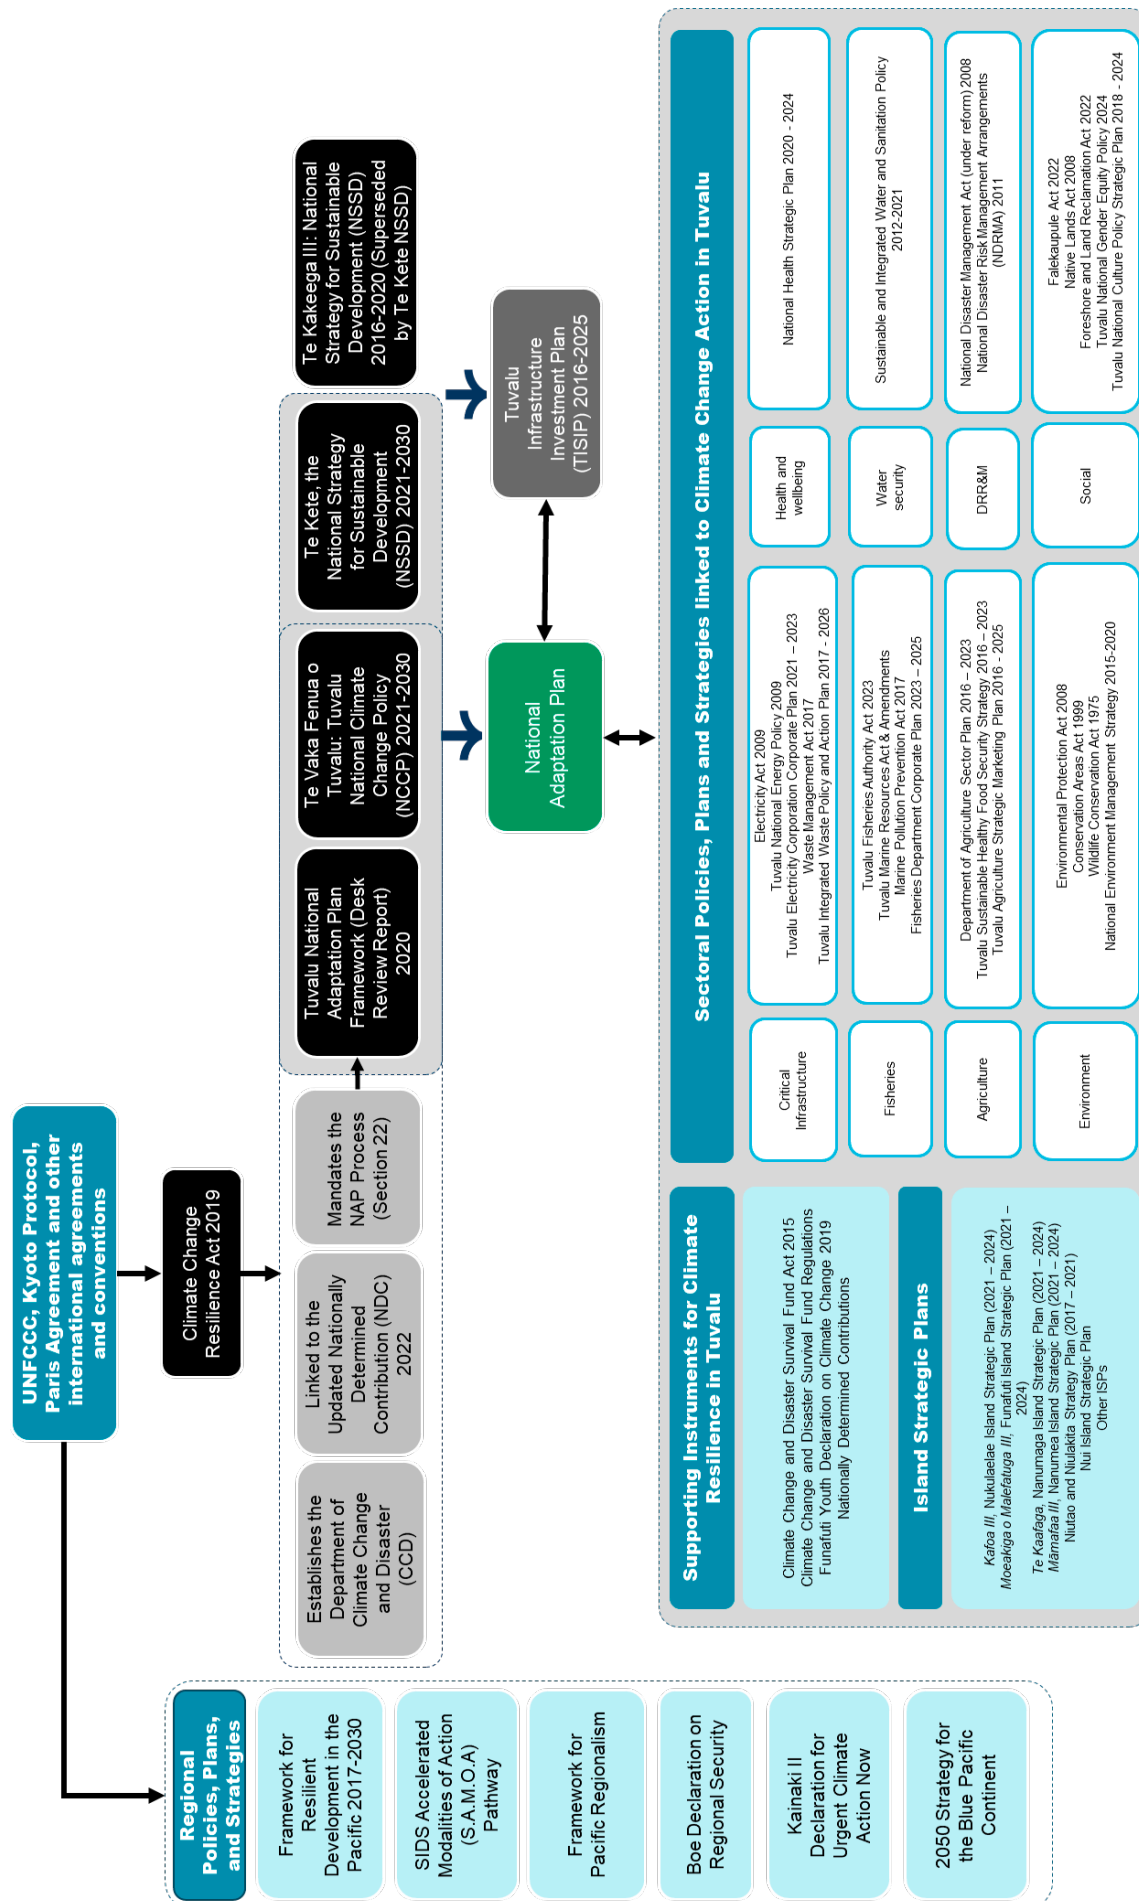 UNFCCC, Kyoto Protocol,
Paris Agreement and other
international agreements
and conventions
Climate Change
Resilience Act 2019
Regional
Policies, Plans,
and Strategies
Framework for
Resilient
Development in the
Pacific 2017-2030
SIDS Accelerated
Modalities of Action
(S.A.M.O.A)
Pathway
Framework for
Pacific Regionalism
Boe Declaration on
Regional Security
Kainaki II
Declaration for
Urgent Climate
Action Now
2050 Strategy for
the Blue Pacific
Continent
Establishes the
Department of
Climate Change
and Disaster
(CCD)
Linked to the
Updated Nationally
Determined
Contribution (NDC)
2022
Mandates the
NAP Process
(Section 22)
Tuvalu National
Adaptation Plan
Framework (Desk
Review Report)
2020
Te Vaka Fenua o
Tuvalu: Tuvalu
National Climate
Change Policy
(NCCP) 2021-2030
Te Kete, the
National Strategy
for Sustainable
Development
(NSSD) 2021-2030
Te Kakeega III: National
Strategy for Sustainable
Development (NSSD)
2016-2020 (Superseded
by Te Kete NSSD)
National
Adaptation Plan
Tuvalu
Infrastructure
Investment Plan
(TISIP) 2016-2025
Supporting Instruments for Climate
Resilience in Tuvalu
Climate Change and Disaster Survival Fund Act 2015
Climate Change and Disaster Survival Fund Regulations
Funafuti Youth Declaration on Climate Change 2019
Nationally Determined Contributions
Island Strategic Plans
Kafoa III, Nukulaelae Island Strategic Plan (2021 – 2024)
Moeakiga o Malefatuga III, Funafuti Island Strategic Plan (2021 –
2024)
Te Kaafaga, Nanumaga Island Strategic Plan (2021 – 2024)
Māmafaa III, Nanumea Island Strategic Plan (2021 – 2024)
Niutao and Niulakita Strategy Plan (2017 – 2021)
Nui Island Strategic Plan
Other ISPs
Sectoral Policies, Plans and Strategies linked to Climate Change Action in Tuvalu
Critical
Infrastructure
Electricity Act 2009
Tuvalu National Energy Policy 2009
Tuvalu Electricity Corporation Corporate Plan 2021 – 2023
Waste Management Act 2017
Tuvalu Integrated Waste Policy and Action Plan 2017 - 2026
Health and
wellbeing
National Health Strategic Plan 2020 - 2024
Fisheries
Tuvalu Fisheries Authority Act 2023
Tuvalu Marine Resources Act & Amendments
Marine Pollution Prevention Act 2017
Fisheries Department Corporate Plan 2023 – 2025
Water
security
Sustainable and Integrated Water and Sanitation Policy
2012-2021
Agriculture
Department of Agriculture Sector Plan 2016 – 2023
Tuvalu Sustainable Healthy Food Security Strategy 2016 – 2023
Tuvalu Agriculture Strategic Marketing Plan 2016 - 2025
DRR&M
National Disaster Management Act (under reform) 2008
National Disaster Risk Management Arrangements
(NDRMA) 2011
Environment
Environmental Protection Act 2008
Conservation Areas Act 1999
Wildlife Conservation Act 1975
National Environment Management Strategy 2015-2020
Social
Falekaupule Act 2022
Native Lands Act 2008
Foreshore and Land Reclamation Act 2022
Tuvalu National Gender Equity Policy 2024
Tuvalu National Culture Policy Strategic Plan 2018 - 2024